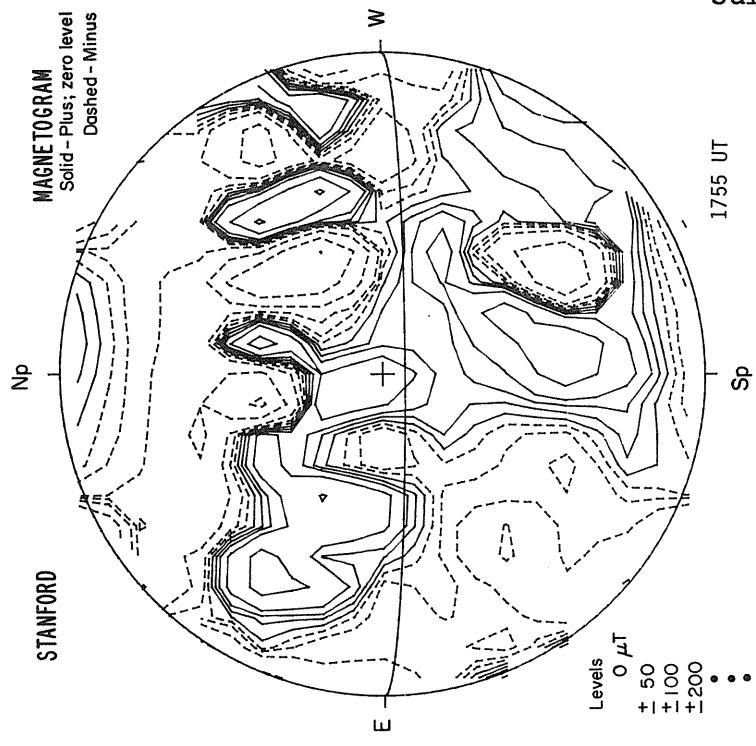 MAGNETOGRAM
Solid - Plus; zero level
Dashed - Minus
STANFORD
Np
W
E
Sp
1755 UT
Levels
0 μT
± 50
±100
±200